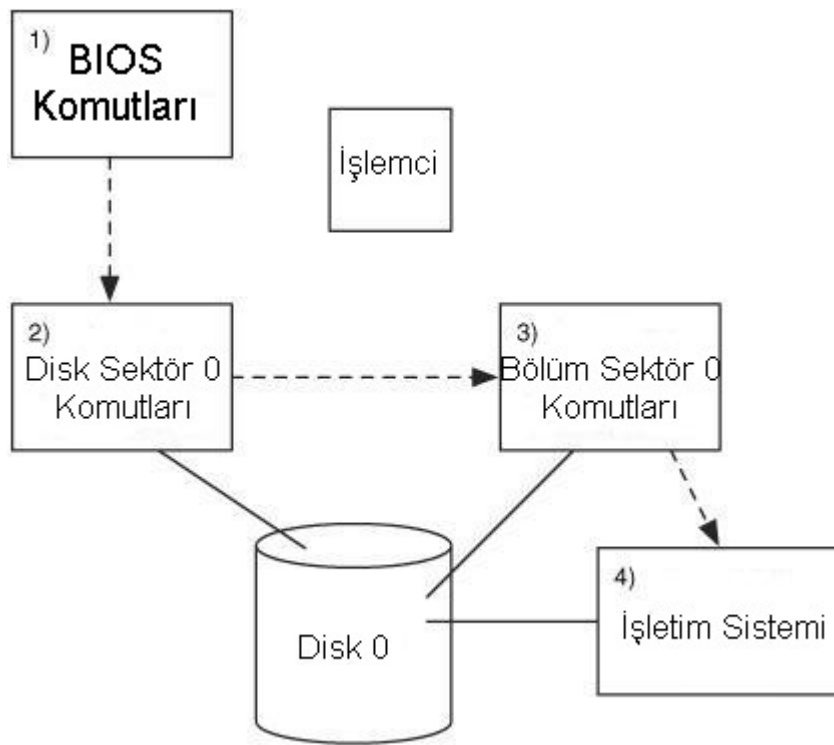 1)
BIOS
Komutları
İşlemci
2)
Disk Sektör 0
Komutları
3)
Bölüm Sektör 0
Komutları
Disk 0
4)
İşletim Sistemi